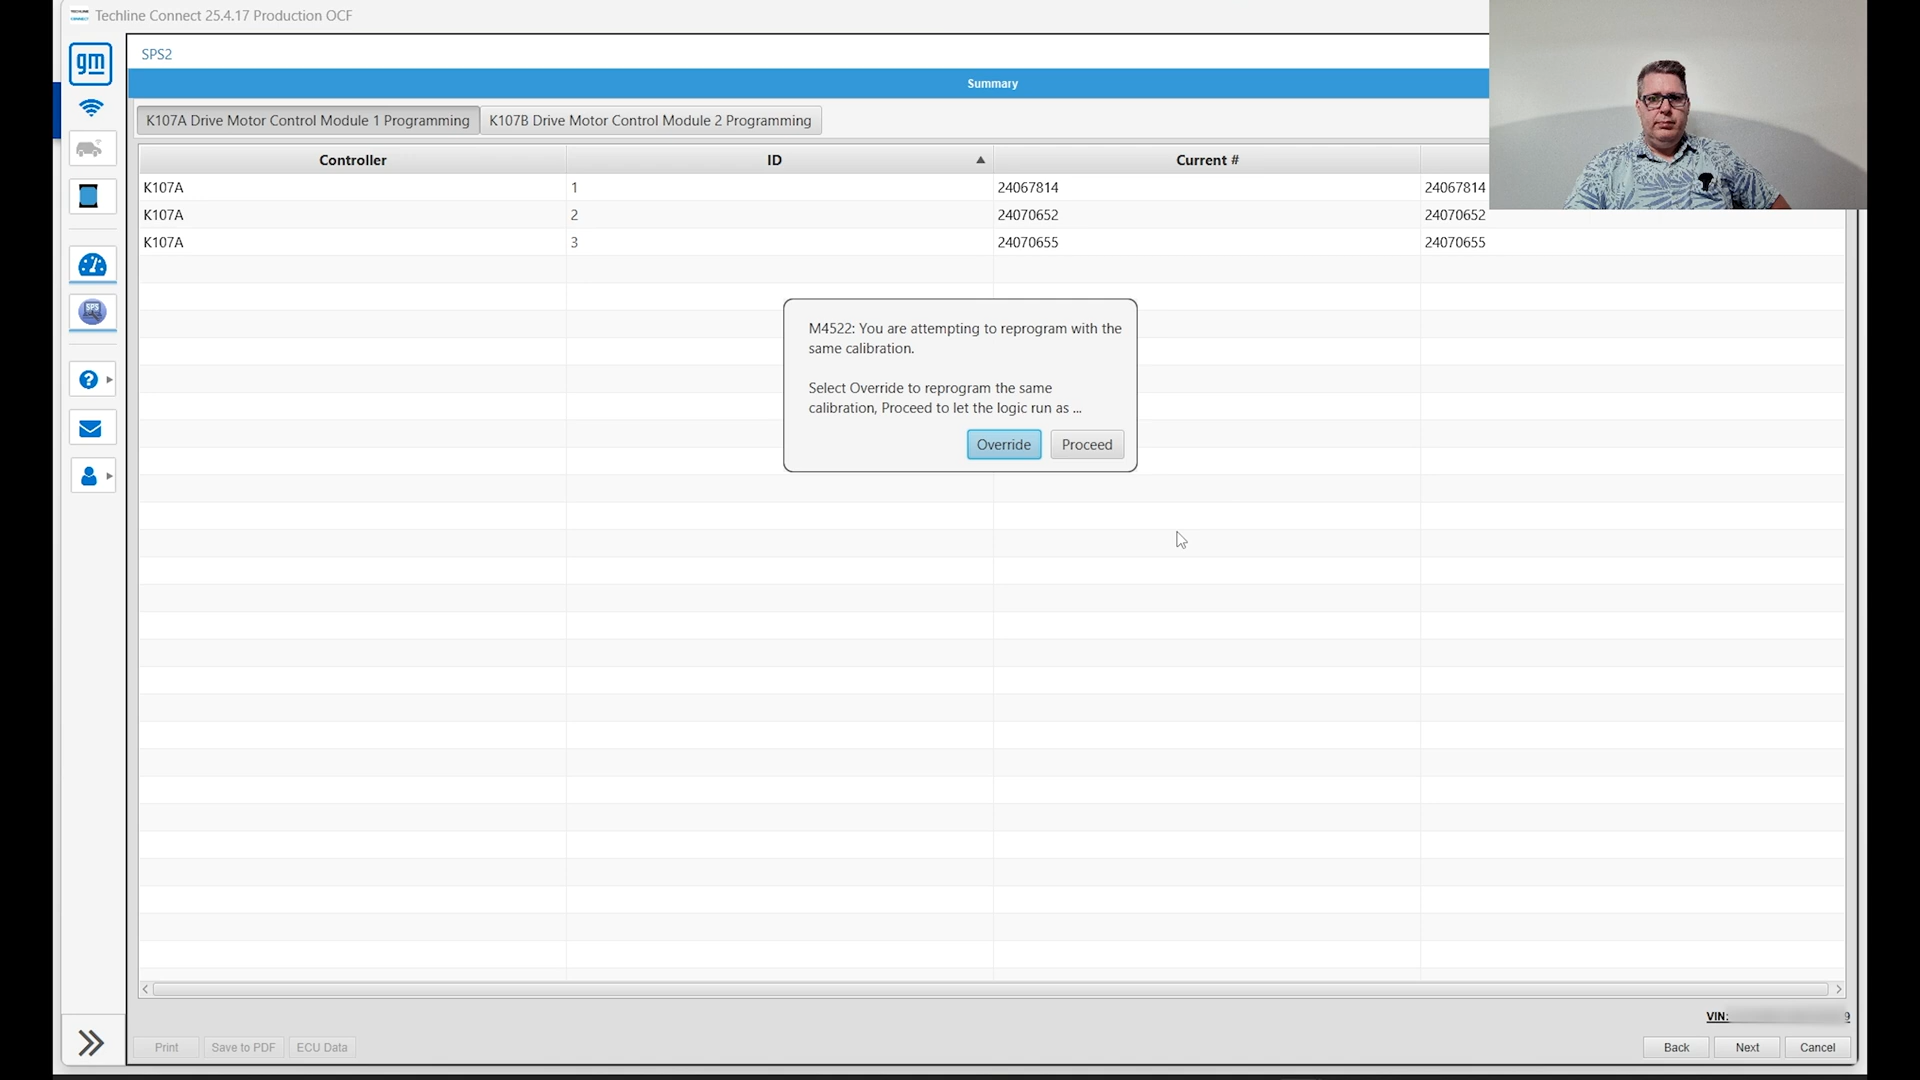 Techline Connect 25.4.17 Production OCF
gm
SPS2
Summary
K107A Drive Motor Control Module 1 Programming
K107B Drive Motor Control Module 2 Programming
Controller ID Current #
K107A 1 24067814 24067814
K107A 2 24070652 24070652
K107A 3 24070655 24070655
M4522: You are attempting to reprogram with the
same calibration.
Select Override to reprogram the same
calibration, Proceed to let the logic run as ...
Override Proceed
VIN: 9
Print Save to PDF ECU Data Back Next Cancel